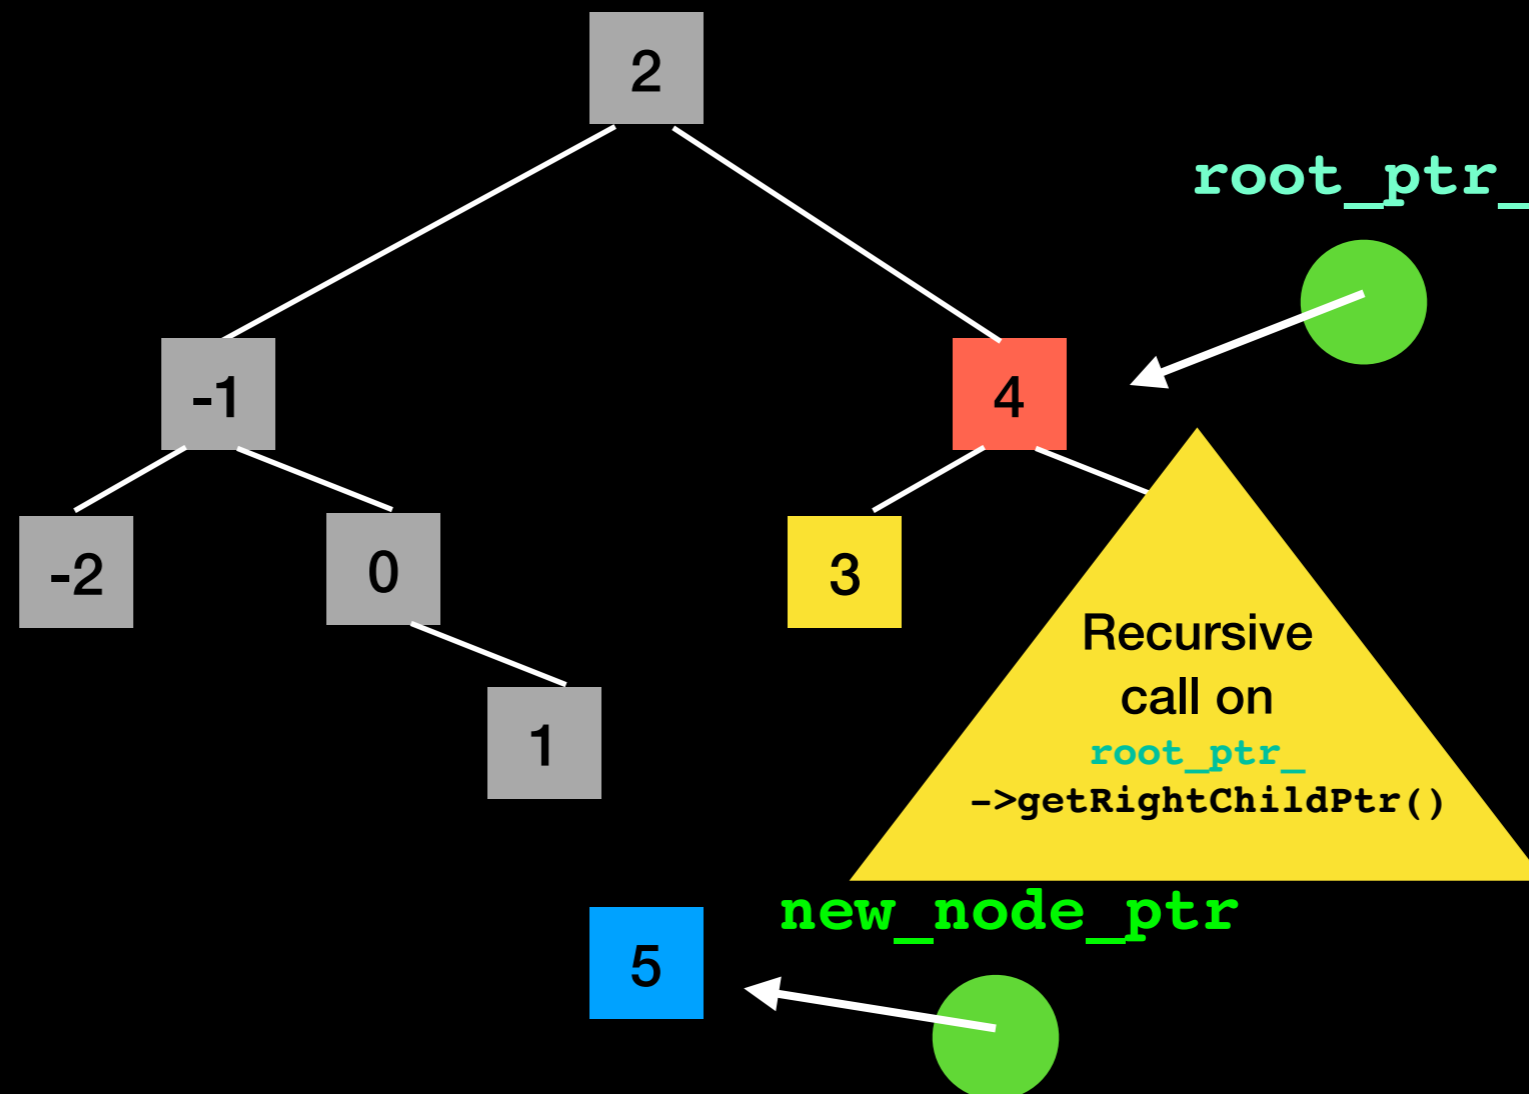 2
root_ptr_
-1
4
-2
0
3
Recursive
call on
root_ptr_
->getRightChildPtr()
1
new_node_ptr
5